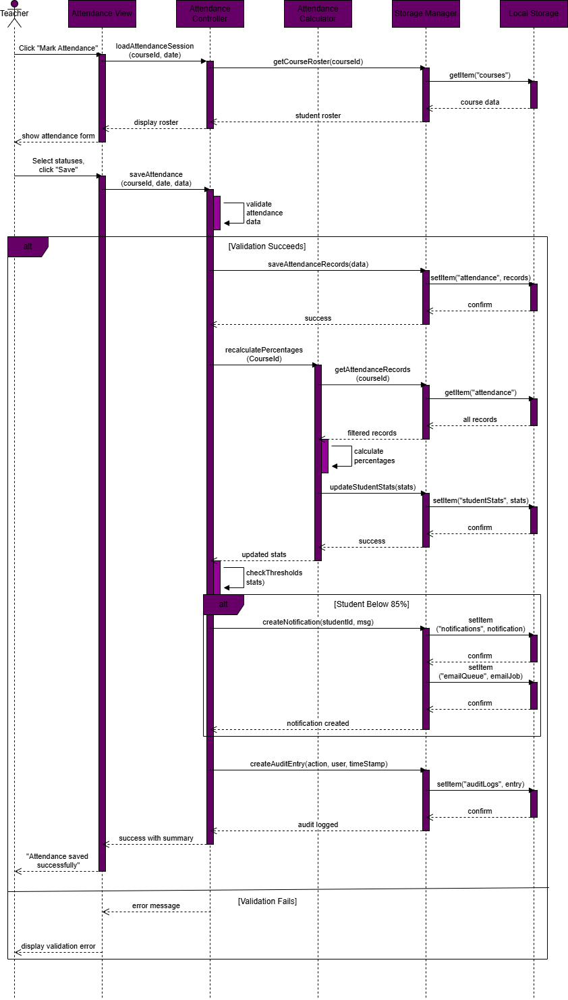 Teacher
Attendance View
Attendance
Controller
Attendance
Calculator
Storage Manager
Local Storage
Click "Mark Attendance"
loadAttendanceSession
(courseId, date)
getCourseRoster(courseId)
getItem("courses")
course data
student roster
display roster
show attendance form
Select statuses,
click "Save"
saveAttendance
(courseId, date, data)
validate
attendance
data
alt
[Validation Succeeds]
saveAttendanceRecords(data)
setItem("attendance", records)
confirm
success
recalculatePercentages
(CourseId)
getAttendanceRecords
(courseId)
getItem("attendance")
all records
filtered records
calculate
percentages
updateStudentStats(stats)
setItem("studentStats", stats)
confirm
success
updated stats
checkThresholds
stats)
alt
[Student Below 85%]
createNotification(studentId, msg)
setItem
("notifications", notification)
confirm
setItem
("emailQueue", emailJob)
confirm
notification created
createAuditEntry(action, user, timeStamp)
setItem("auditLogs", entry)
confirm
audit logged
success with summary
"Attendance saved
successfully"
[Validation Fails]
error message
display validation error